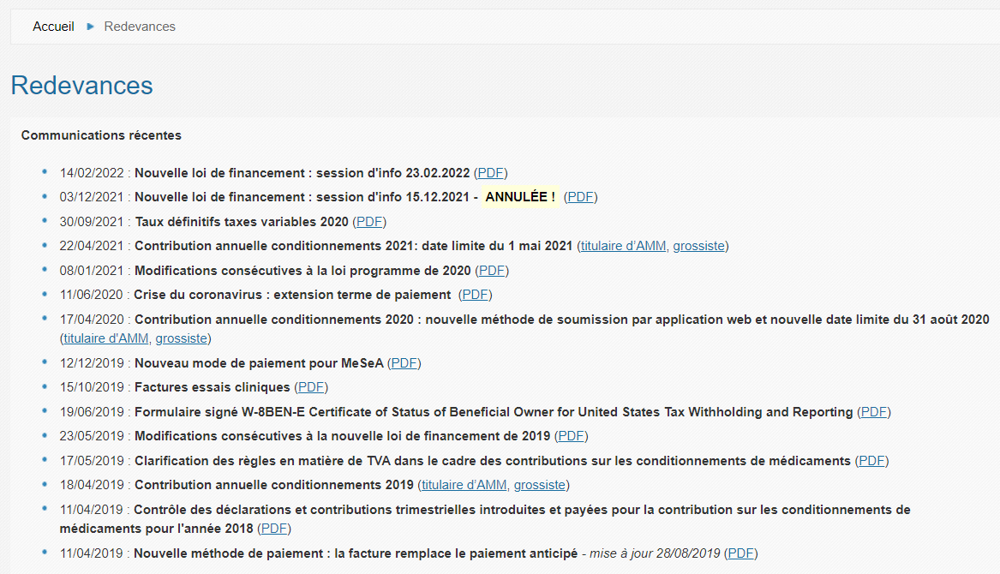 Accueil ► Redevances
Redevances
Communications récentes
• 14/02/2022 : Nouvelle loi de financement : session d'info 23.02.2022 (PDF)
• 03/12/2021 : Nouvelle loi de financement : session d'info 15.12.2021 - ANNULÉE ! (PDF)
• 30/09/2021 : Taux définitifs taxes variables 2020 (PDF)
• 22/04/2021 : Contribution annuelle conditionnements 2021: date limite du 1 mai 2021 (titulaire d'AMM, grossiste)
• 08/01/2021 : Modifications consécutives à la loi programme de 2020 (PDF)
• 11/06/2020 : Crise du coronavirus : extension terme de paiement (PDF)
• 17/04/2020 : Contribution annuelle conditionnements 2020 : nouvelle méthode de soumission par application web et nouvelle date limite du 31 août 2020
(titulaire d'AMM, grossiste)
• 12/12/2019 : Nouveau mode de paiement pour MeSeA (PDF)
• 15/10/2019 : Factures essais cliniques (PDF)
• 19/06/2019 : Formulaire signé W-8BEN-E Certificate of Status of Beneficial Owner for United States Tax Withholding and Reporting (PDF)
• 23/05/2019 : Modifications consécutives à la nouvelle loi de financement de 2019 (PDF)
• 17/05/2019 : Clarification des règles en matière de TVA dans le cadre des contributions sur les conditionnements de médicaments (PDF)
• 18/04/2019 : Contribution annuelle conditionnements 2019 (titulaire d'AMM, grossiste)
• 11/04/2019 : Contrôle des déclarations et contributions trimestrielles introduites et payées pour la contribution sur les conditionnements de
médicaments pour l'année 2018 (PDF)
• 11/04/2019 : Nouvelle méthode de paiement : la facture remplace le paiement anticipé - mise à jour 28/08/2019 (PDF)